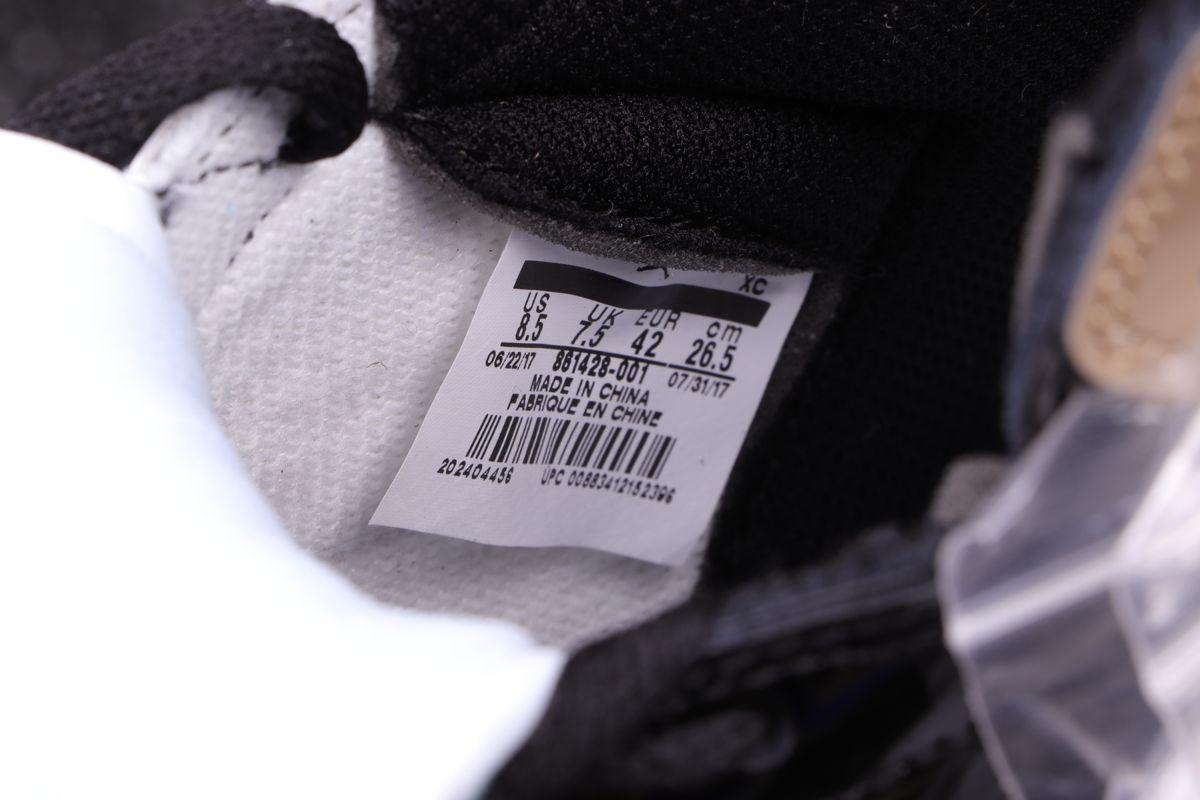 XC
US UK EUR cm
8.5 7.5 42 26.5
06/22/17 861428-001 07/31/17
MADE IN CHINA
FABRIQUE EN CHINE
202404456 UPC 00883412152396